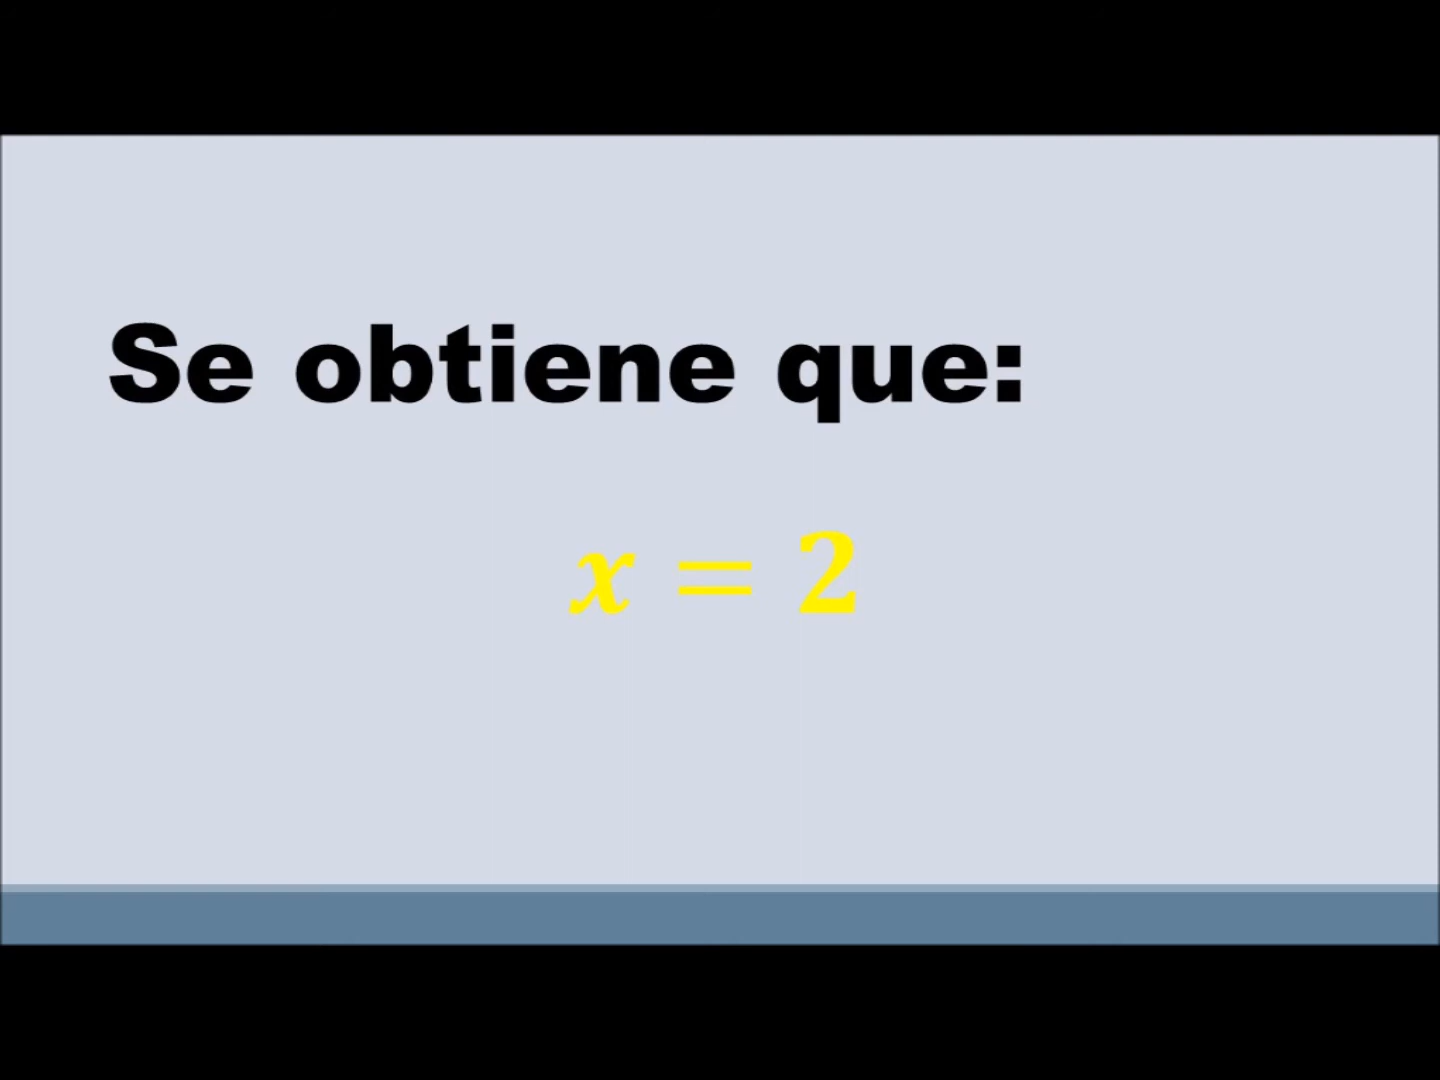 Se obtiene que:
x = 2